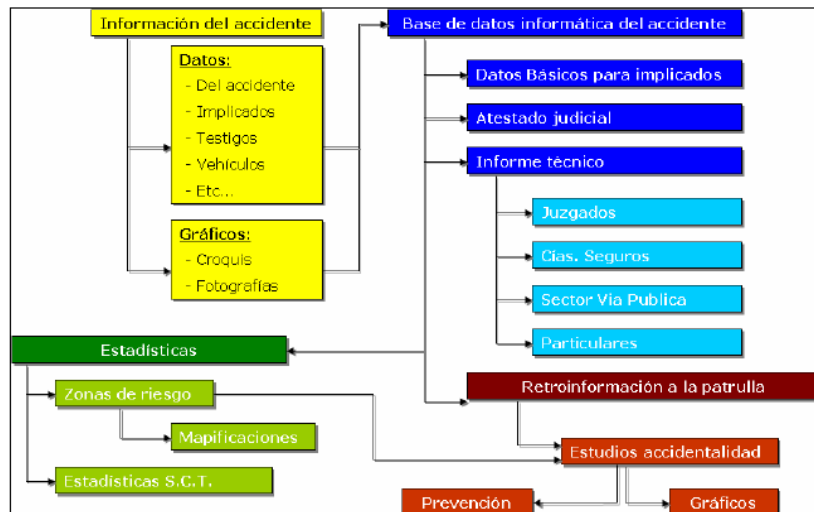 Información del accidente
Datos:
- Del accidente
- Implicados
- Testigos
- Vehículos
- Etc...
Gráficos:
- Croquis
- Fotografías
Base de datos informática del accidente
Datos Básicos para implicados
Atestado judicial
Informe técnico
Juzgados
Cías. Seguros
Sector Via Publica
Particulares
Estadísticas
Zonas de riesgo
Mapificaciones
Estadísticas S.C.T.
Retroinformación a la patrulla
Estudios accidentalidad
Prevención
Gráficos